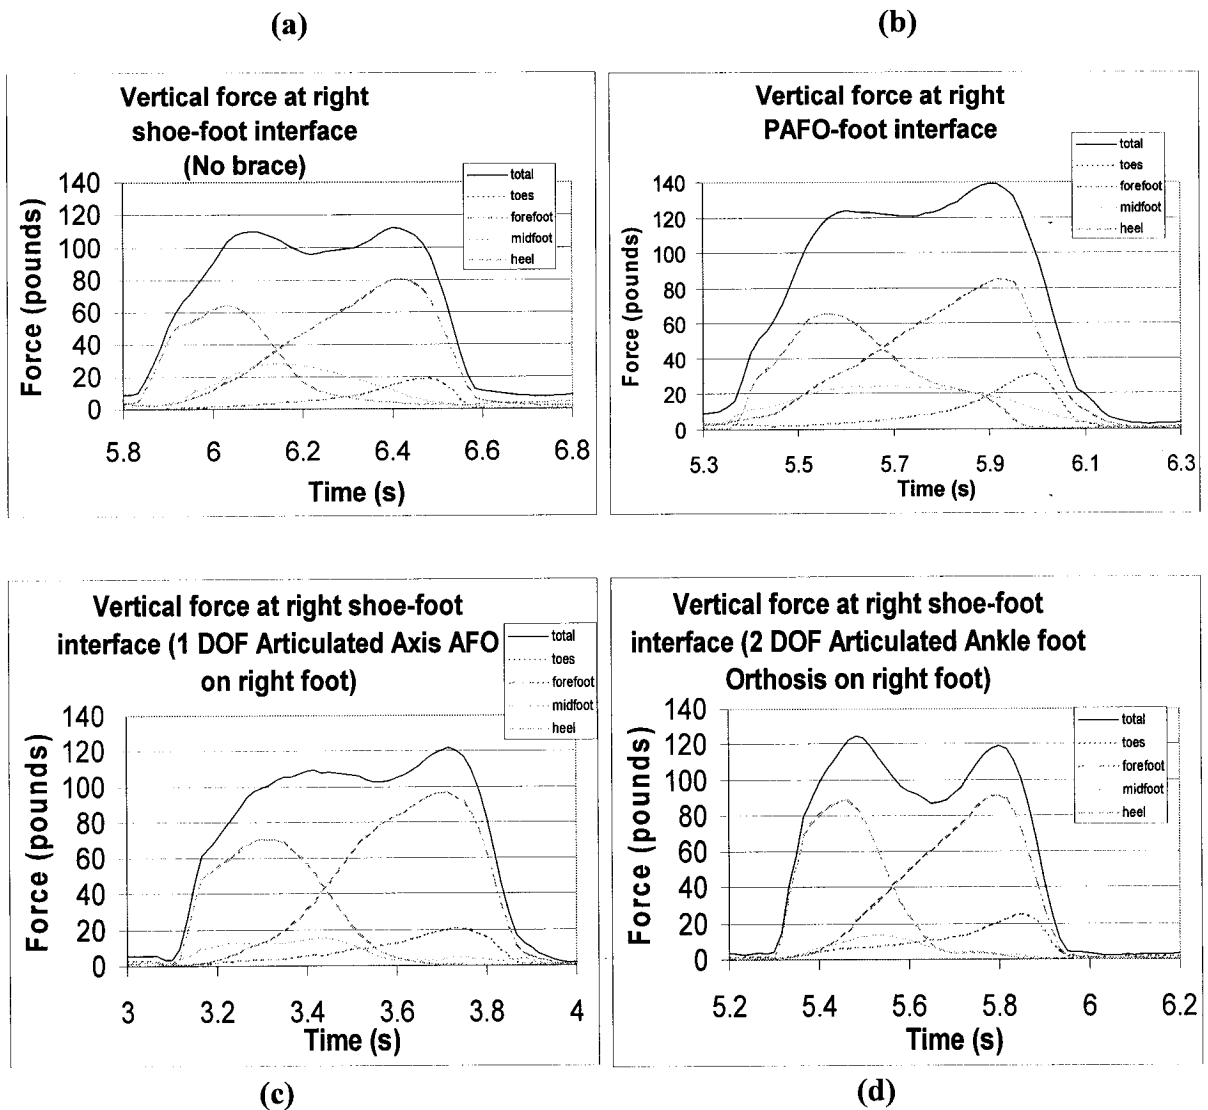 (a)
Vertical force at right
shoe-foot interface
(No brace)
total
toes
forefoot
midfoot
heel
140
120
100
80
60
40
20
0
Force (pounds)
5.8 6 6.2 6.4 6.6 6.8
Time (s)
(b)
Vertical force at right
PAFO-foot interface
total
toes
forefoot
midfoot
heel
140
120
100
80
60
40
20
0
Force (pounds)
5.3 5.5 5.7 5.9 6.1 6.3
Time (s)
Vertical force at right shoe-foot
interface (1 DOF Articulated Axis AFO
on right foot)
total
toes
forefoot
midfoot
heel
140
120
100
80
60
40
20
0
Force (pounds)
3 3.2 3.4 3.6 3.8 4
Time (s)
(c)
Vertical force at right shoe-foot
interface (2 DOF Articulated Ankle foot
Orthosis on right foot)
total
toes
forefoot
midfoot
heel
140
120
100
80
60
40
20
0
Force (pounds)
5.2 5.4 5.6 5.8 6 6.2
Time (s)
(d)